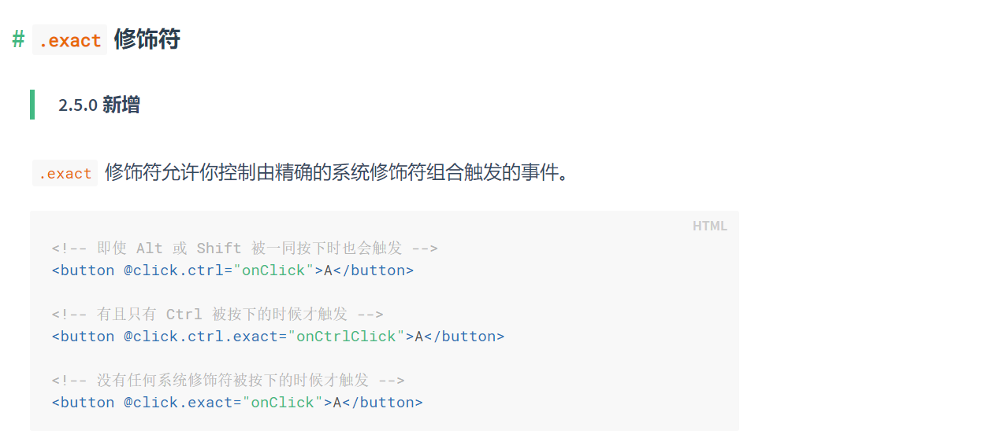 # .exact 修饰符
2.5.0 新增
.exact 修饰符允许你控制由精确的系统修饰符组合触发的事件。
HTML
<!-- 即使 Alt 或 Shift 被一同按下时也会触发 -->
<button @click.ctrl="onClick">A</button>
<!-- 有且只有 Ctrl 被按下的时候才触发 -->
<button @click.ctrl.exact="onCtrlClick">A</button>
<!-- 没有任何系统修饰符被按下的时候才触发 -->
<button @click.exact="onClick">A</button>